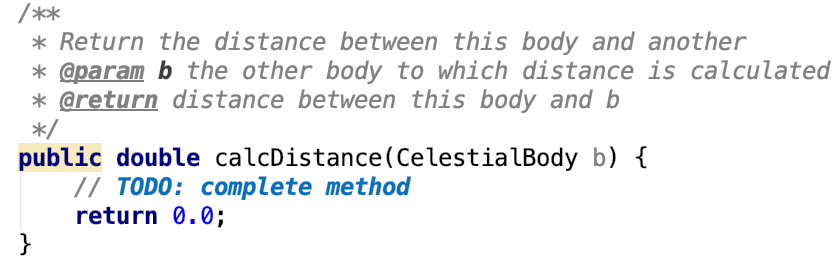 /**
 * Return the distance between this body and another
 * @param b the other body to which distance is calculated
 * @return distance between this body and b
 */
public double calcDistance(CelestialBody b) {
    // TODO: complete method
    return 0.0;
}